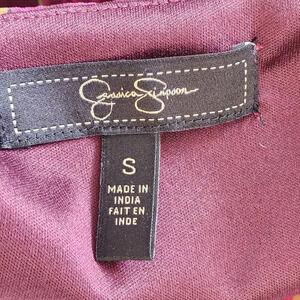 Jessica Simpson
S
MADE IN
INDIA
FAIT EN
INDE